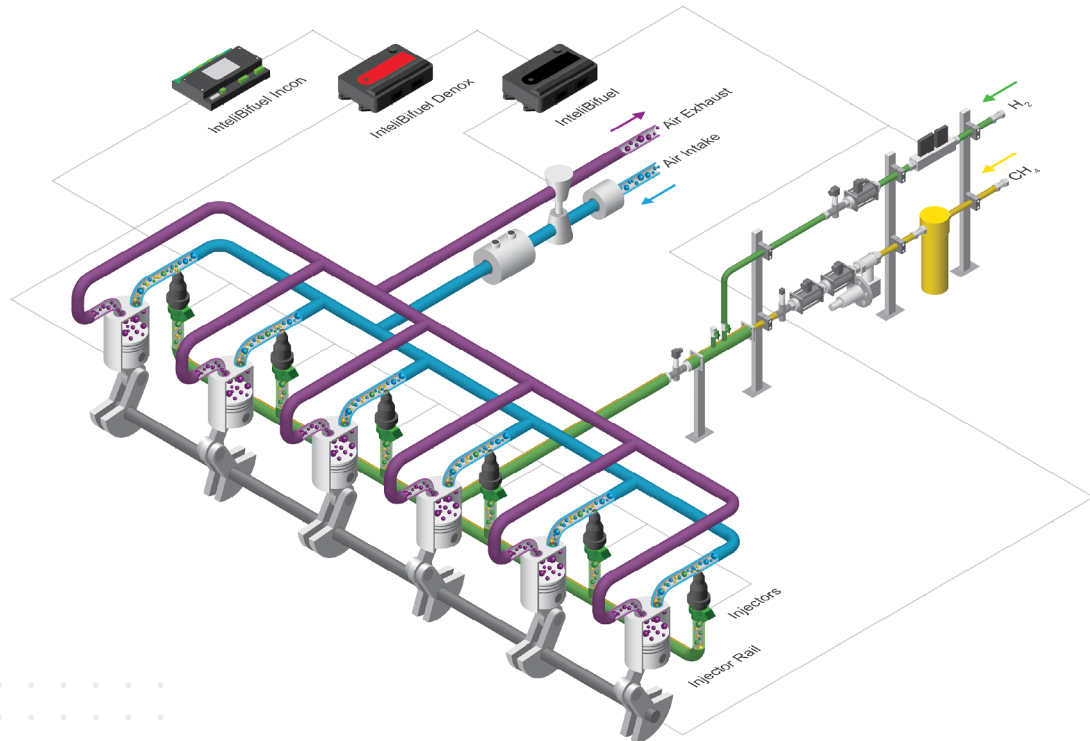 InteliBifuel Incon
InteliBifuel Denox
InteliBifuel
Air Exhaust
Air Intake
H₂
CH₄
Injectors
Injector Rail